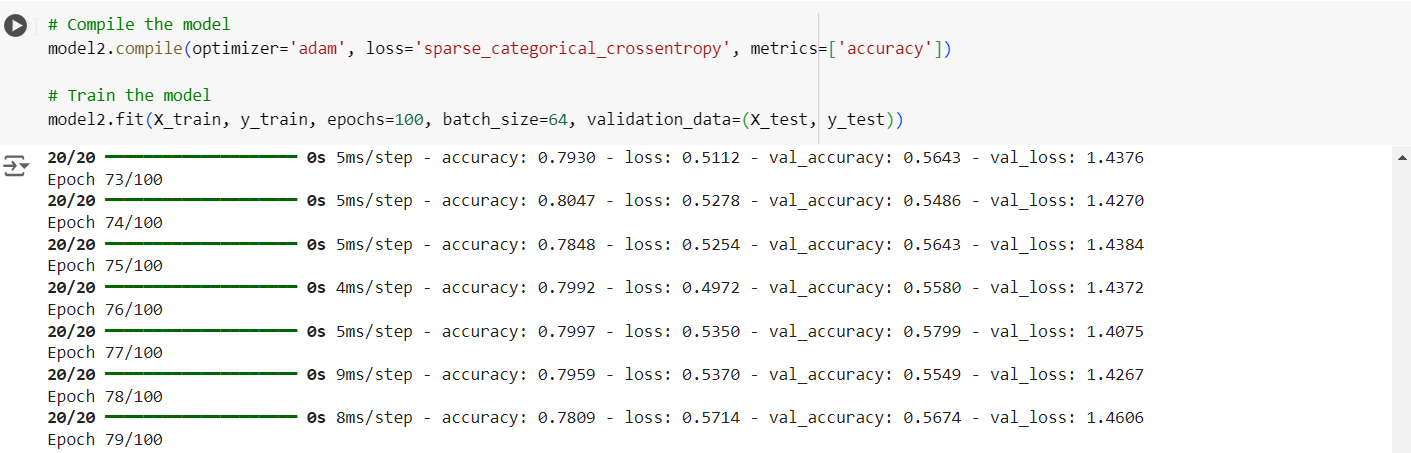 # Compile the model
model2.compile(optimizer='adam', loss='sparse_categorical_crossentropy', metrics=['accuracy'])
# Train the model
model2.fit(X_train, y_train, epochs=100, batch_size=64, validation_data=(X_test, y_test))
20/20 0s 5ms/step - accuracy: 0.7930 - loss: 0.5112 - val_accuracy: 0.5643 - val_loss: 1.4376
Epoch 73/100
20/20 0s 5ms/step - accuracy: 0.8047 - loss: 0.5278 - val_accuracy: 0.5486 - val_loss: 1.4270
Epoch 74/100
20/20 0s 5ms/step - accuracy: 0.7848 - loss: 0.5254 - val_accuracy: 0.5643 - val_loss: 1.4384
Epoch 75/100
20/20 0s 4ms/step - accuracy: 0.7992 - loss: 0.4972 - val_accuracy: 0.5580 - val_loss: 1.4372
Epoch 76/100
20/20 0s 5ms/step - accuracy: 0.7997 - loss: 0.5350 - val_accuracy: 0.5799 - val_loss: 1.4075
Epoch 77/100
20/20 0s 9ms/step - accuracy: 0.7959 - loss: 0.5370 - val_accuracy: 0.5549 - val_loss: 1.4267
Epoch 78/100
20/20 0s 8ms/step - accuracy: 0.7809 - loss: 0.5714 - val_accuracy: 0.5674 - val_loss: 1.4606
Epoch 79/100